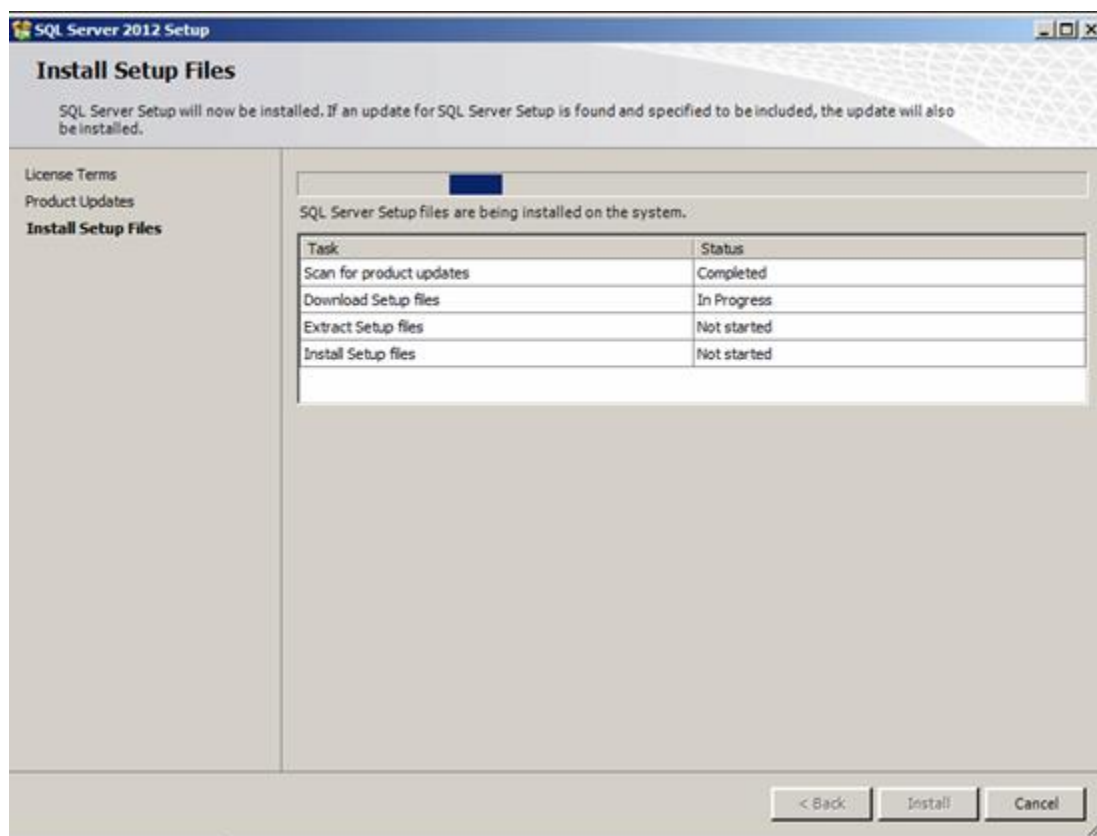 SQL Server 2012 Setup
Install Setup Files
SQL Server Setup will now be installed. If an update for SQL Server Setup is found and specified to be included, the update will also
be installed.
License Terms
Product Updates
Install Setup Files
SQL Server Setup files are being installed on the system.
Task Status
Scan for product updates Completed
Download Setup files In Progress
Extract Setup files Not started
Install Setup files Not started
< Back Install Cancel